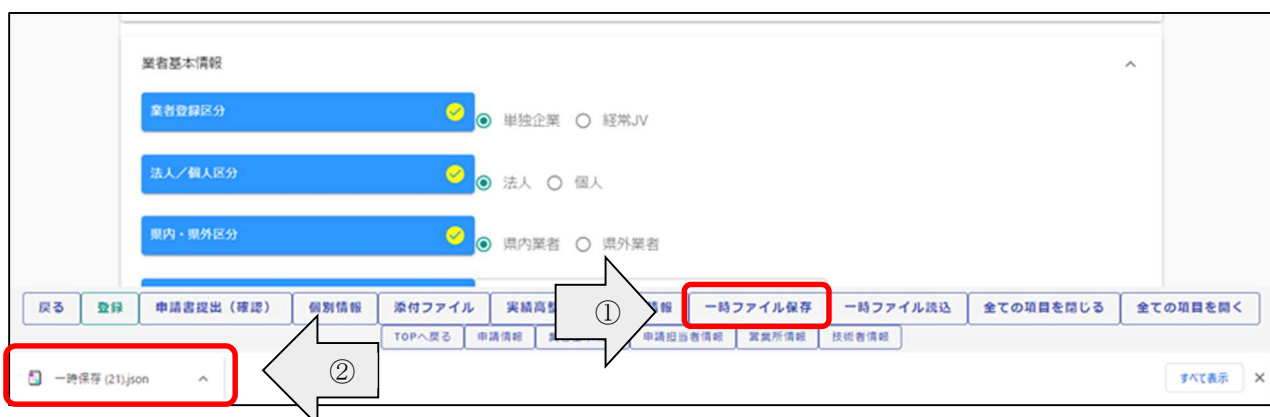 業者基本情報
業者登録区分 単独企業 経常JV
法人／個人区分 法人 個人
県内・県外区分 県内業者 県外業者
戻る 登録 申請書提出（確認） 個別情報 添付ファイル 実績高 ① 報 一時ファイル保存 一時ファイル読込 全ての項目を閉じる 全ての項目を開く
TOPへ戻る 申請情報 申請担当者情報 営業所情報 技術者情報
一時保存 (21).json ② すべて表示